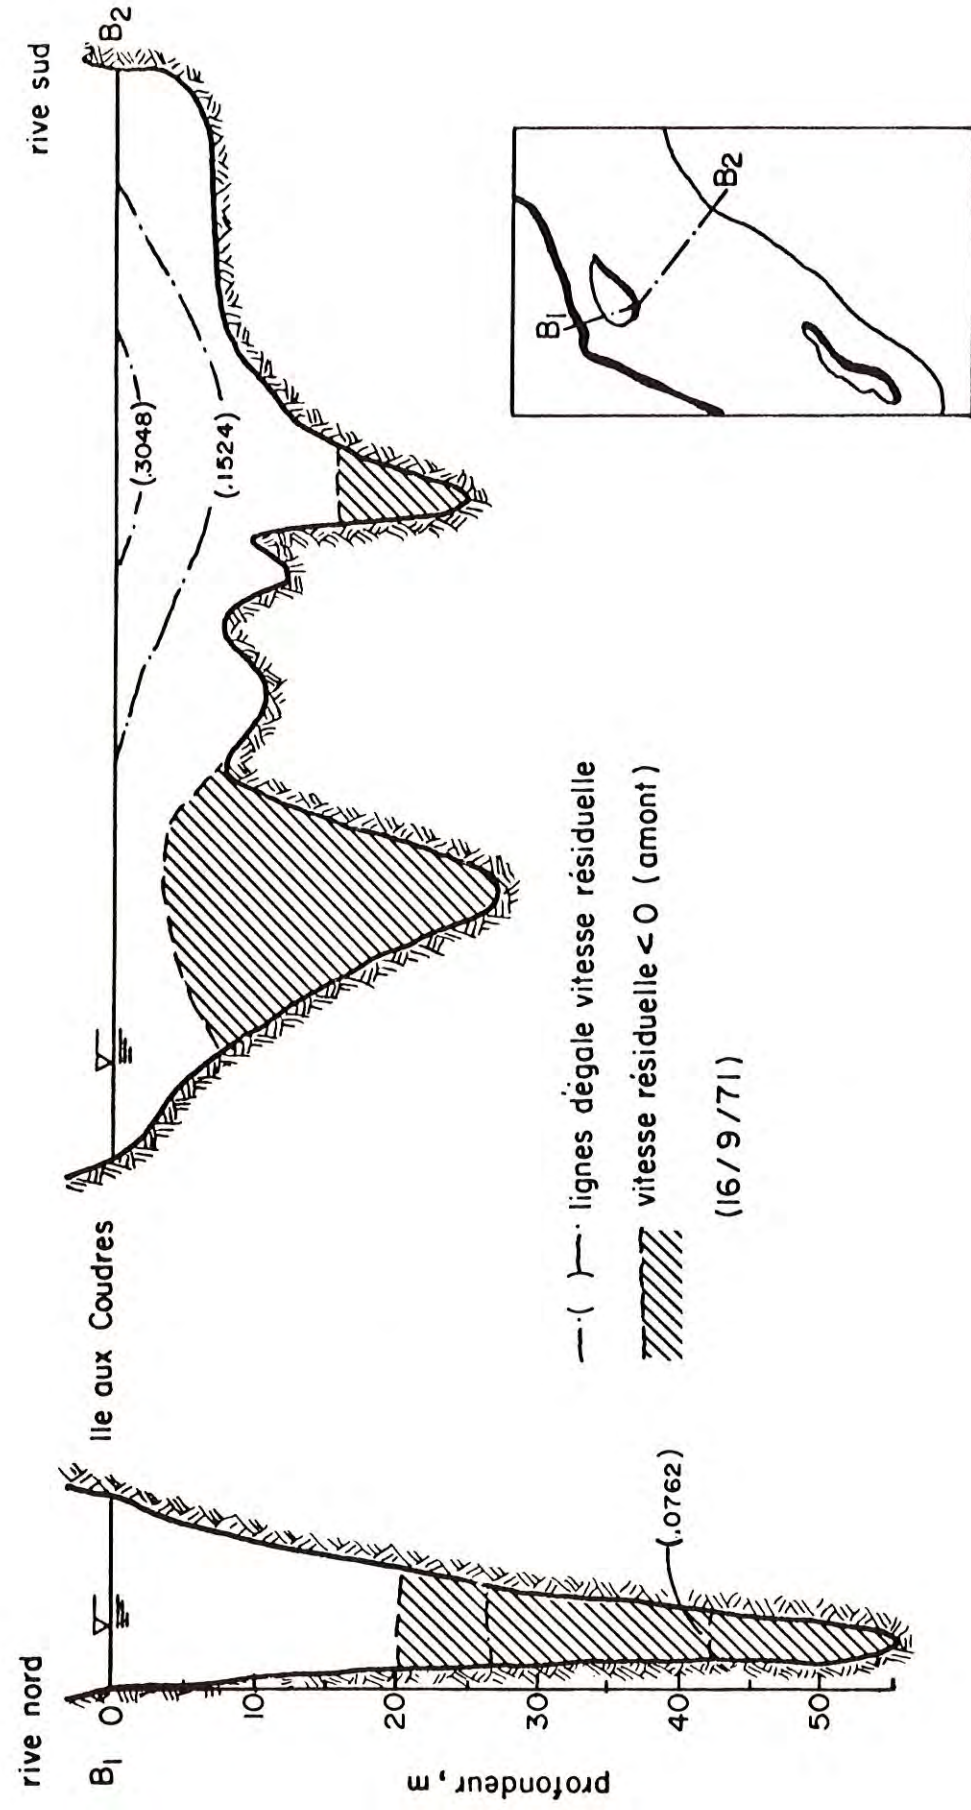 rive nord
Ile aux Coudres
rive sud
B1
B2
0
10
20
30
40
50
profondeur, m
(.3048)
(.1524)
(.0762)
—·( )—· lignes d'égale vitesse résiduelle
vitesse résiduelle < 0 (amont)
(16/9/71)
B1
B2